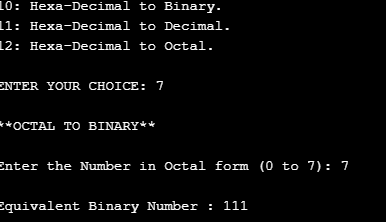 10: Hexa-Decimal to Binary.
11: Hexa-Decimal to Decimal.
12: Hexa-Decimal to Octal.
ENTER YOUR CHOICE: 7
**OCTAL TO BINARY**
Enter the Number in Octal form (0 to 7): 7
Equivalent Binary Number : 111